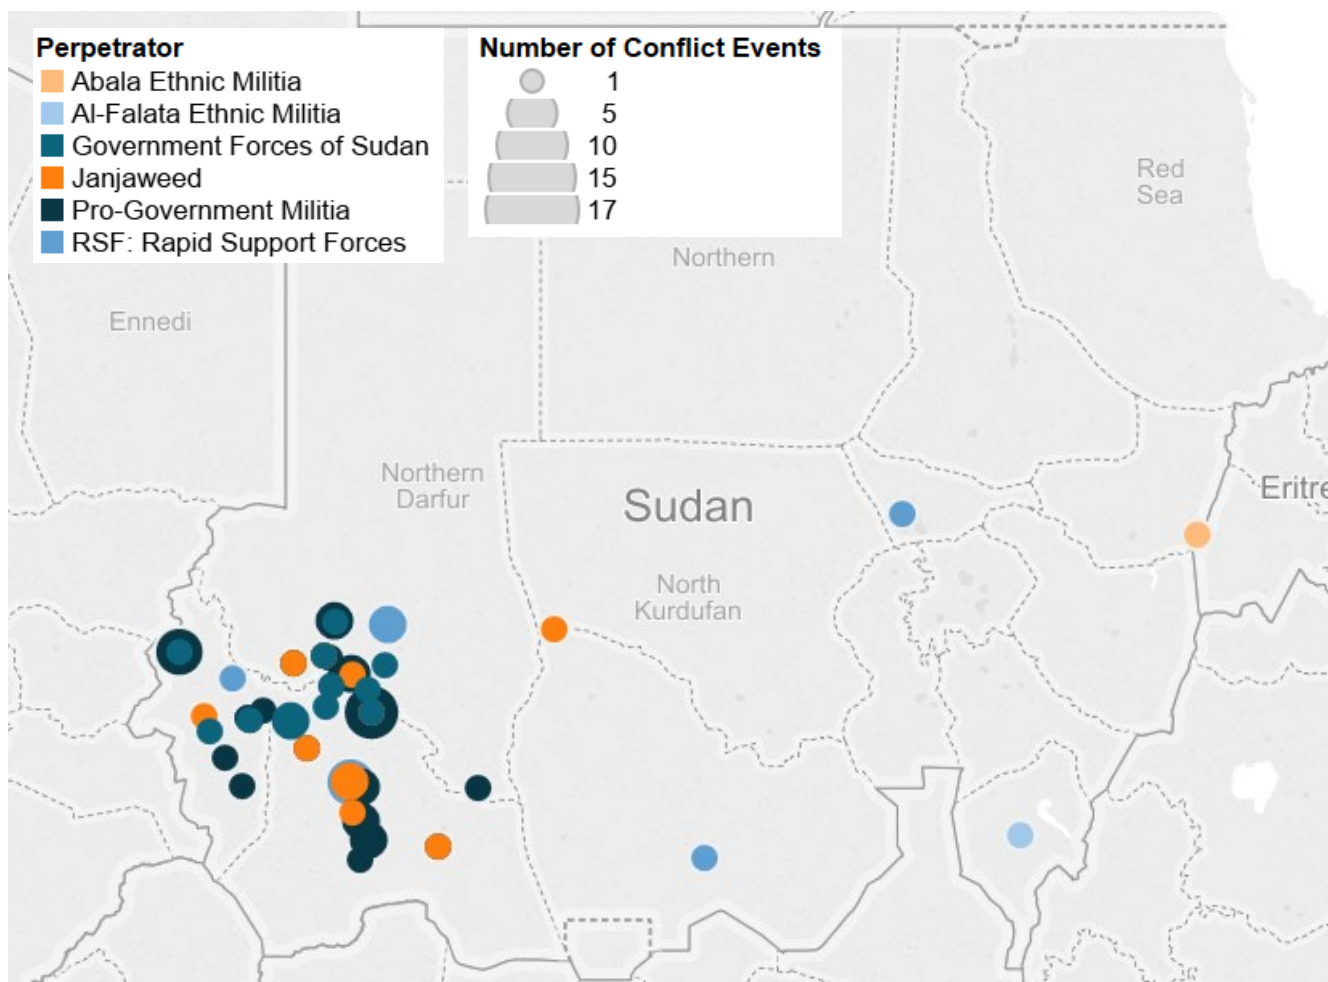 Perpetrator
Abala Ethnic Militia
Al-Falata Ethnic Militia
Government Forces of Sudan
Janjaweed
Pro-Government Militia
RSF: Rapid Support Forces
Number of Conflict Events
1
5
10
15
17
Red
Sea
Northern
Ennedi
Northern
Darfur
Sudan
Eritre
North
Kurdufan